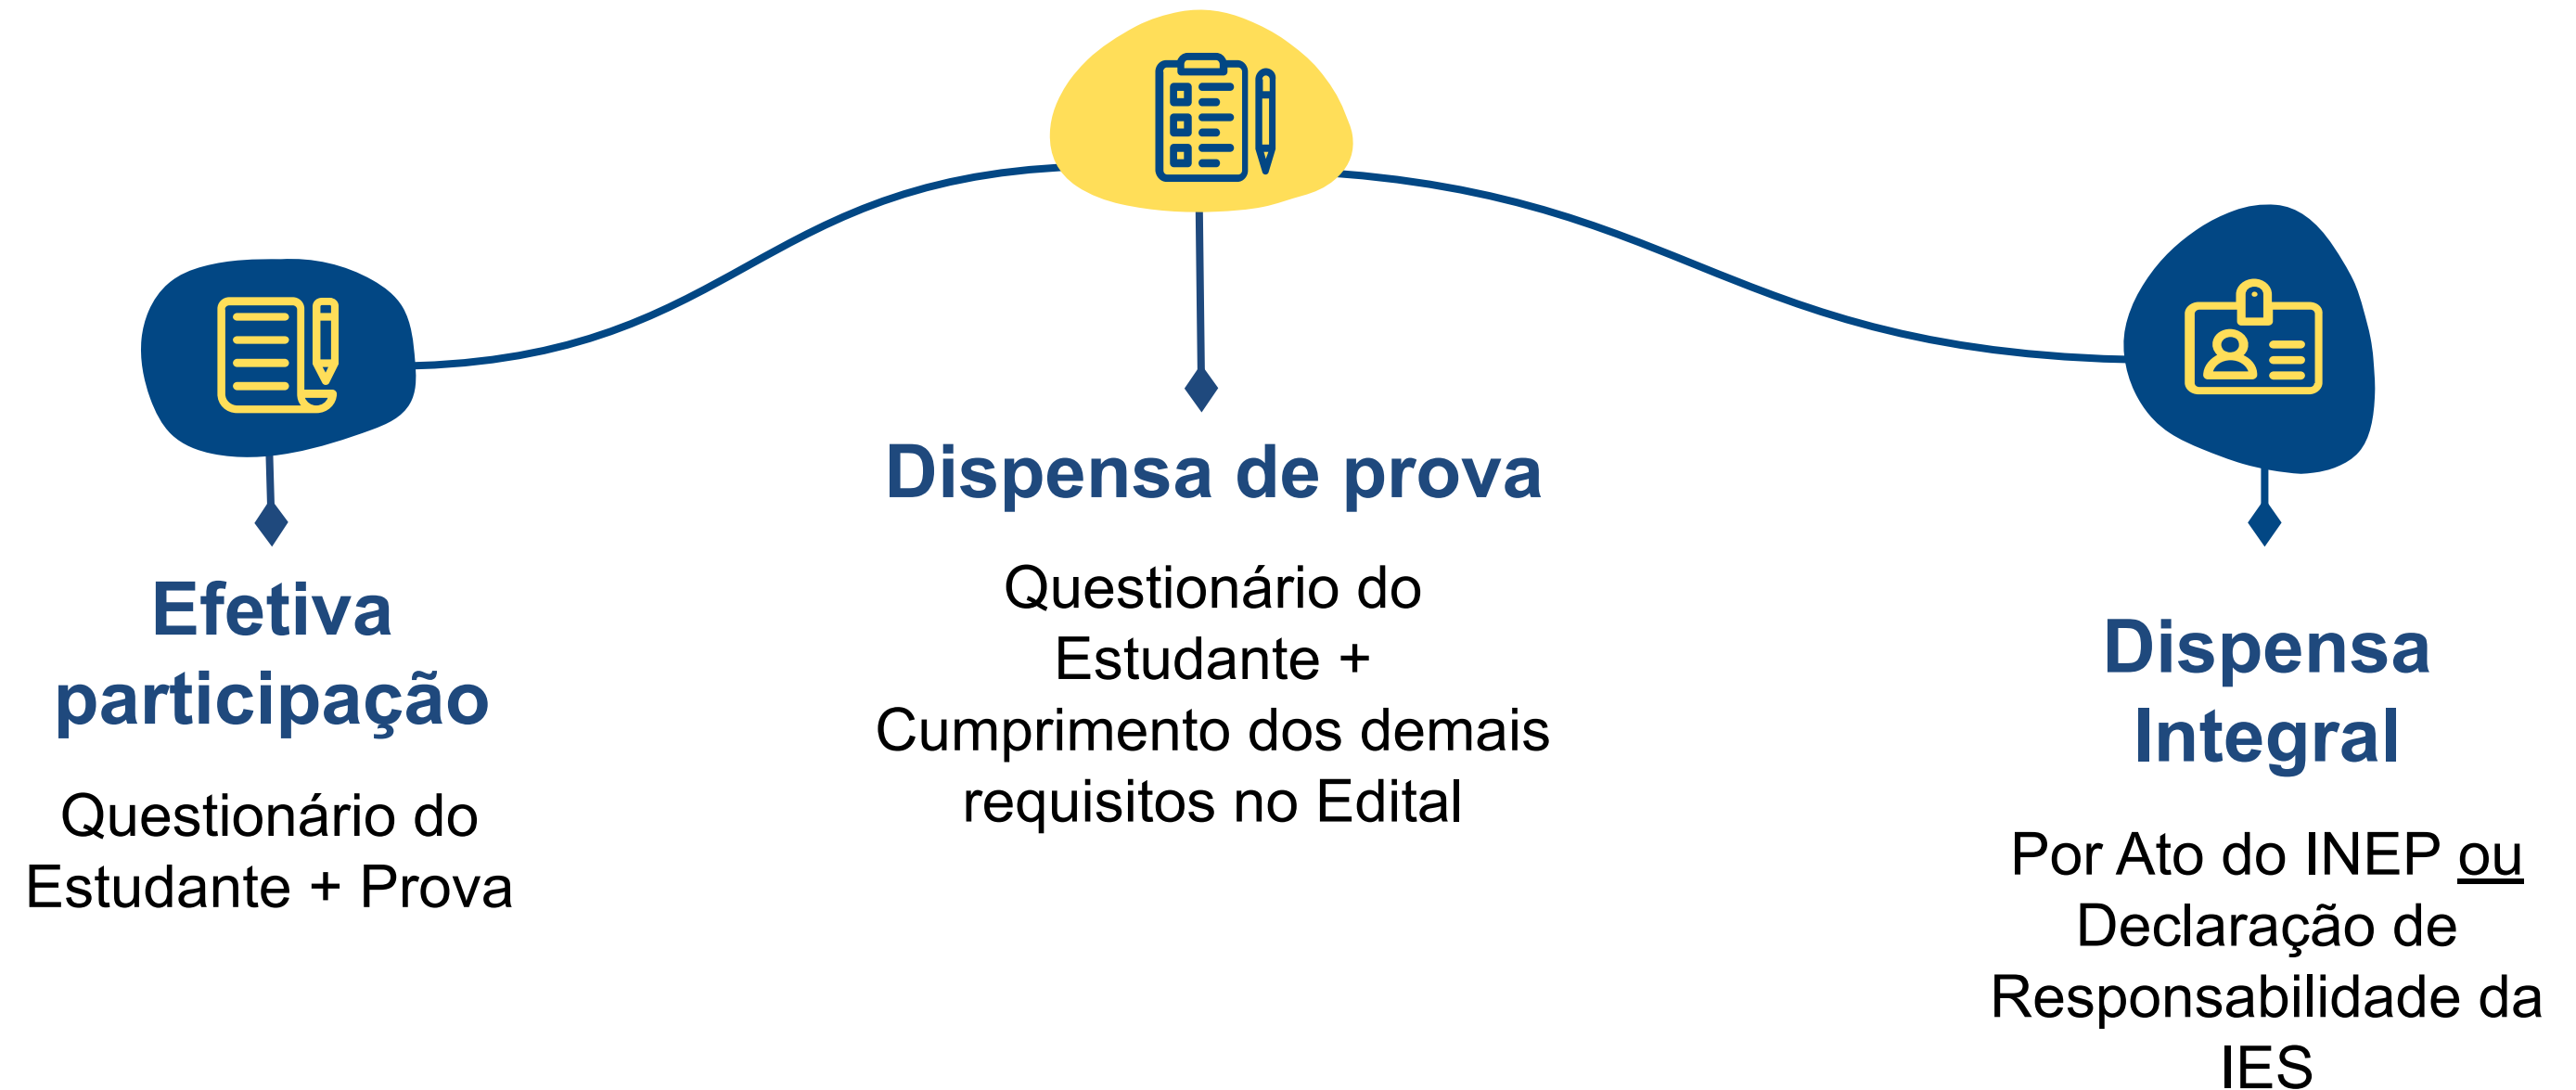 Efetiva
participação
Questionário do
Estudante + Prova
Dispensa de prova
Questionário do
Estudante +
Cumprimento dos demais
requisitos no Edital
Dispensa
Integral
Por Ato do INEP ou
Declaração de
Responsabilidade da
IES